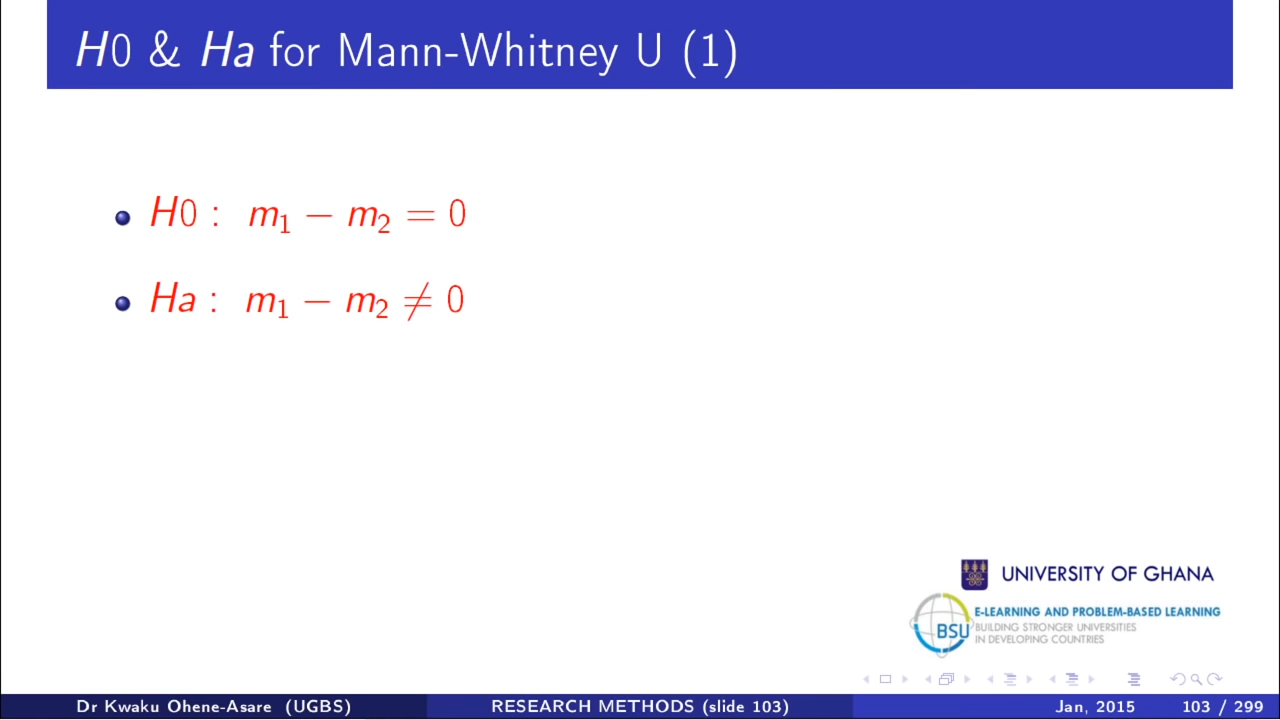 H0 & Ha for Mann-Whitney U (1)
H0 : m₁ − m₂ = 0
Ha : m₁ − m₂ ≠ 0
UNIVERSITY OF GHANA
BSU
E-LEARNING AND PROBLEM-BASED LEARNING
BUILDING STRONGER UNIVERSITIES
IN DEVELOPING COUNTRIES
Dr Kwaku Ohene-Asare (UGBS) RESEARCH METHODS (slide 103) Jan, 2015 103 / 299